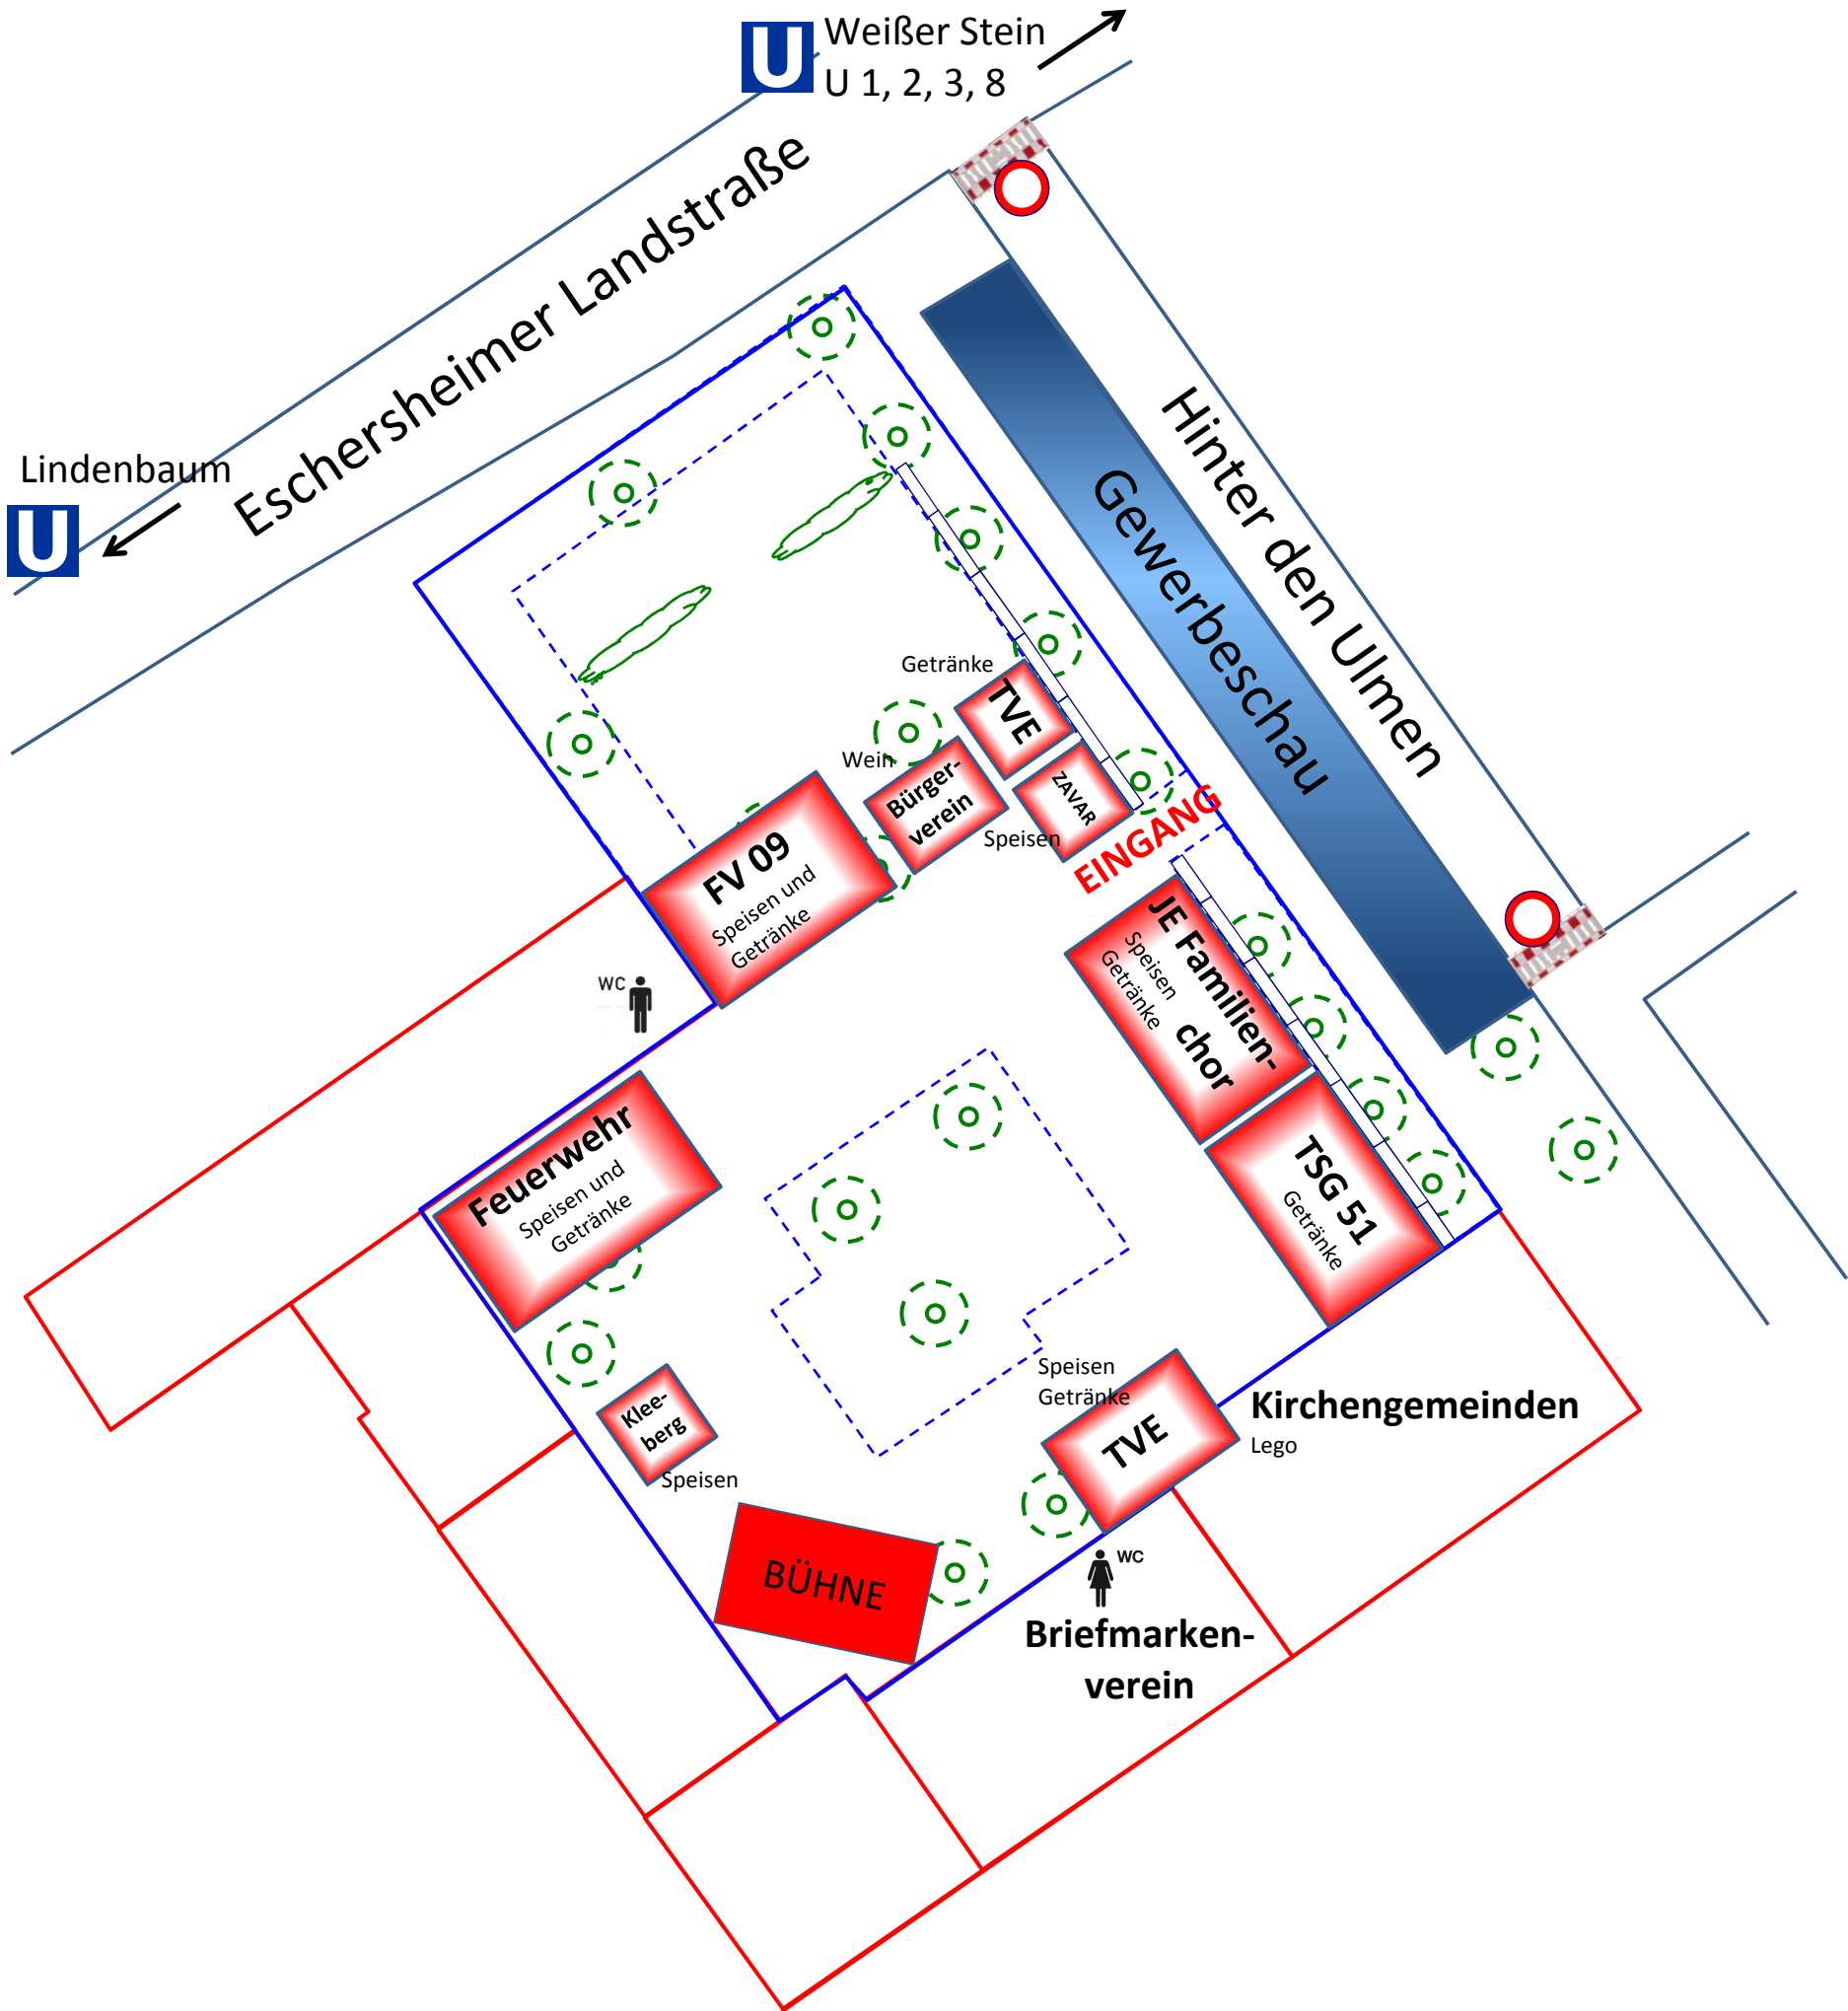 U
Weißer Stein
U 1, 2, 3, 8
Eschersheimer Landstraße
Lindenbaum
U
Hinter den Ulmen
Gewerbeschau
Getränke
TVE
Wein
Bürger-
verein
ZAVAR
Speisen
EINGANG
FV 09
Speisen und
Getränke
JE Familien-
chor
Speisen
Getränke
WC
Feuerwehr
Speisen und
Getränke
TSG 51
Getränke
Speisen
Getränke
TVE
Kirchengemeinden
Lego
Klee-
berg
Speisen
BÜHNE
WC
Briefmarken-
verein